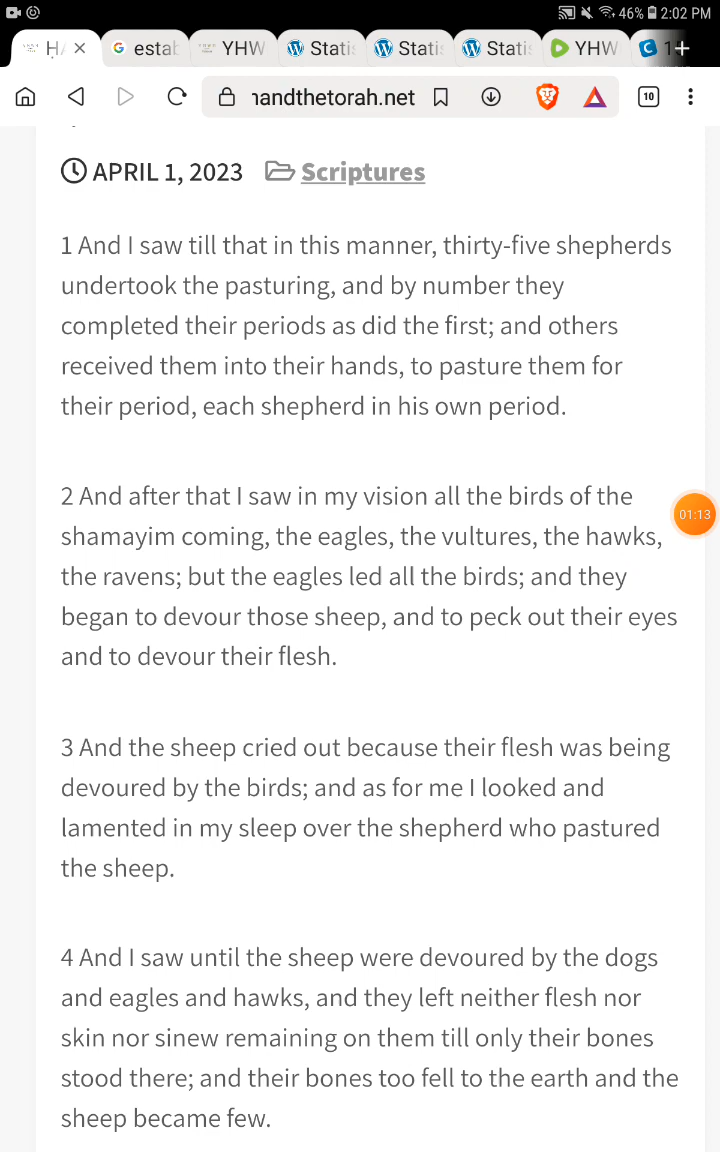 46% 2:02 PM
estab YHW Statis Statis Statis YHW
handthetorah.net 10
APRIL 1, 2023 Scriptures
1 And I saw till that in this manner, thirty-five shepherds
undertook the pasturing, and by number they
completed their periods as did the first; and others
received them into their hands, to pasture them for
their period, each shepherd in his own period.
2 And after that I saw in my vision all the birds of the
shamayim coming, the eagles, the vultures, the hawks,
the ravens; but the eagles led all the birds; and they
01:13
began to devour those sheep, and to peck out their eyes
and to devour their flesh.
3 And the sheep cried out because their flesh was being
devoured by the birds; and as for me I looked and
lamented in my sleep over the shepherd who pastured
the sheep.
4 And I saw until the sheep were devoured by the dogs
and eagles and hawks, and they left neither flesh nor
skin nor sinew remaining on them till only their bones
stood there; and their bones too fell to the earth and the
sheep became few.